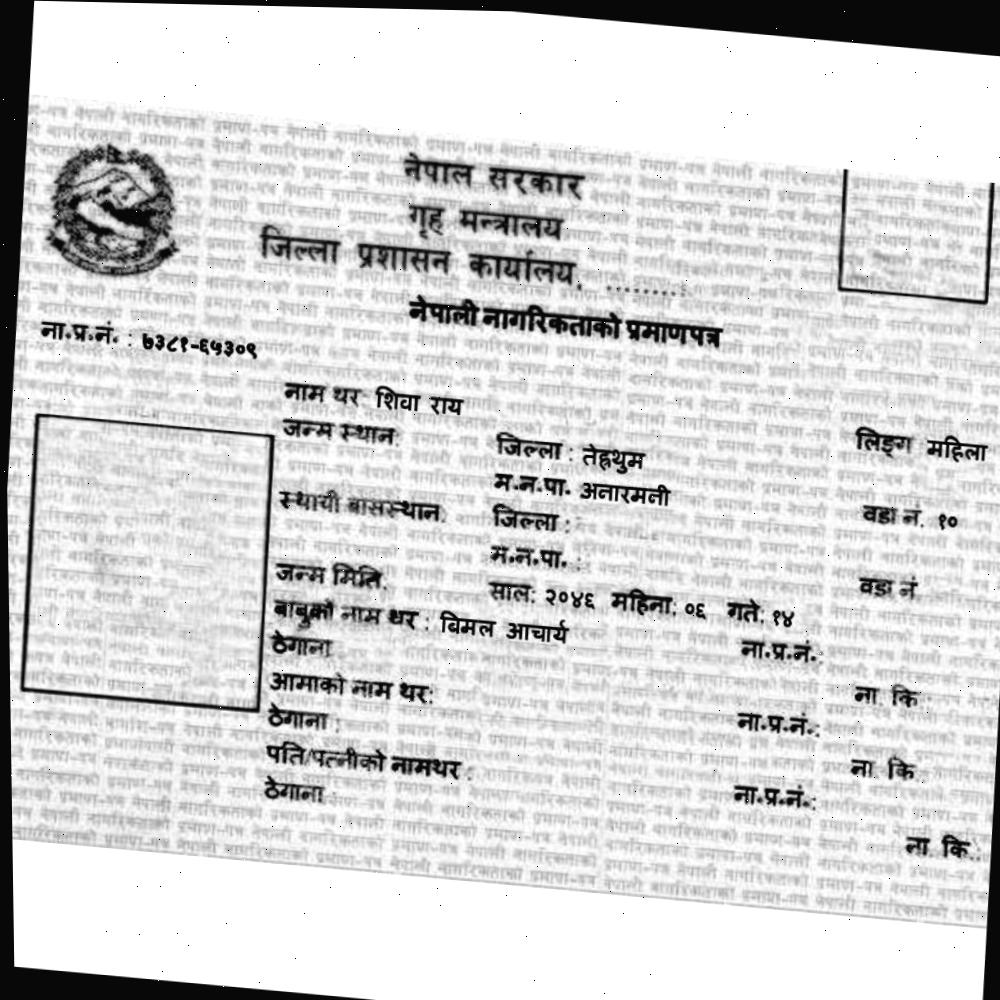 नेपाल सरकार
गृह मन्त्रालय
जिल्ला प्रशासन कार्यालय, .........
नेपाली नागरिकताको प्रमाणपत्र
ना.प्र.नं. : ७३८१-६५३०९
नाम थर: शिवा राय
लिङ्ग महिला
जन्म स्थान: जिल्ला : तेह्रथुम
म.न.पा. अनारमनी वडा नं. १०
स्थायी बासस्थान: जिल्ला :
म.न.पा. : वडा नं.
जन्म मिति: साल: २०४६ महिना: ०६ गते: १४
बाबुको नाम थर : विमल आचार्य ना.प्र.नं.:
ठेगाना : ना. कि.:
आमाको नाम थर: ना.प्र.नं.:
ठेगाना : ना. कि.:
पति/पत्नीको नामथर : ना.प्र.नं.:
ठेगाना : ना. कि.: